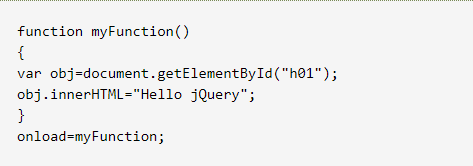 function myFunction()
{
var obj=document.getElementById("h01");
obj.innerHTML="Hello jQuery";
}
onload=myFunction;